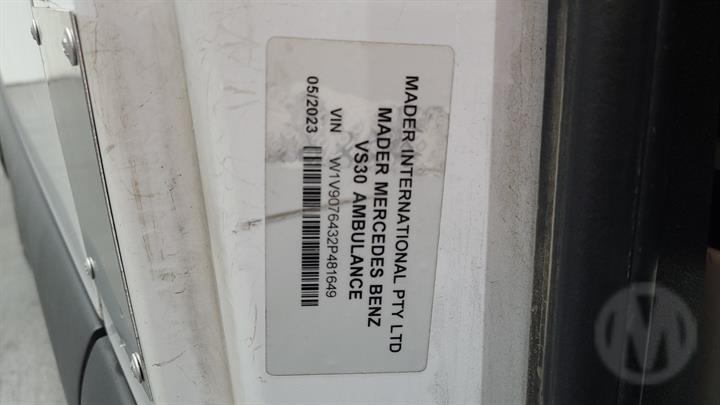 MADER INTERNATIONAL PTY LTD
MADER MERCEDES BENZ
VS30 AMBULANCE
VIN W1V9076432P481649
05/2023
M